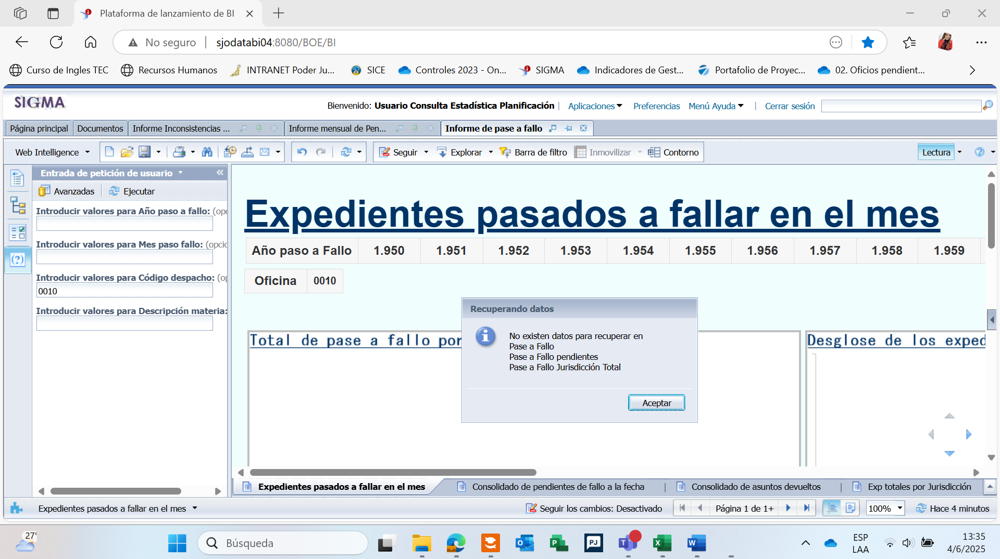 Plataforma de lanzamiento de BI
No seguro
sjodatabi04:8080/BOE/BI
Curso de Ingles TEC
Recursos Humanos
INTRANET Poder Ju...
SICE
Controles 2023 - On...
SIGMA
Indicadores de Gest...
Portafolio de Proyec...
02. Oficios pendient...
SIGMA
Bienvenido: Usuario Consulta Estadística Planificación
Aplicaciones
Preferencias
Menú Ayuda
Cerrar sesión
Página principal
Documentos
Informe Inconsistencias ...
Informe mensual de Pen...
Informe de pase a fallo
Web Intelligence
Seguir
Explorar
Barra de filtro
Inmovilizar
Contorno
Lectura
Entrada de petición de usuario
Avanzadas
Ejecutar
Introducir valores para Año paso a fallo: (opc
Introducir valores para Mes paso fallo: (opcic
Introducir valores para Código despacho: (op
0010
Introducir valores para Descripción materia:
Expedientes pasados a fallar en el mes
Año paso a Fallo 1.950 1.951 1.952 1.953 1.954 1.955 1.956 1.957 1.958 1.959
Oficina 0010
Total de pase a fallo por
Desglose de los exped
Recuperando datos
No existen datos para recuperar en
Pase a Fallo
Pase a Fallo pendientes
Pase a Fallo Jurisdicción Total
Aceptar
Expedientes pasados a fallar en el mes
Consolidado de pendientes de fallo a la fecha
Consolidado de asuntos devueltos
Exp totales por Jurisdicción
Expedientes pasados a fallar en el mes
Seguir los cambios: Desactivado
Página 1 de 1+
100%
Hace 4 minutos
27°
Búsqueda
ESP
LAA
13:35
4/6/2025